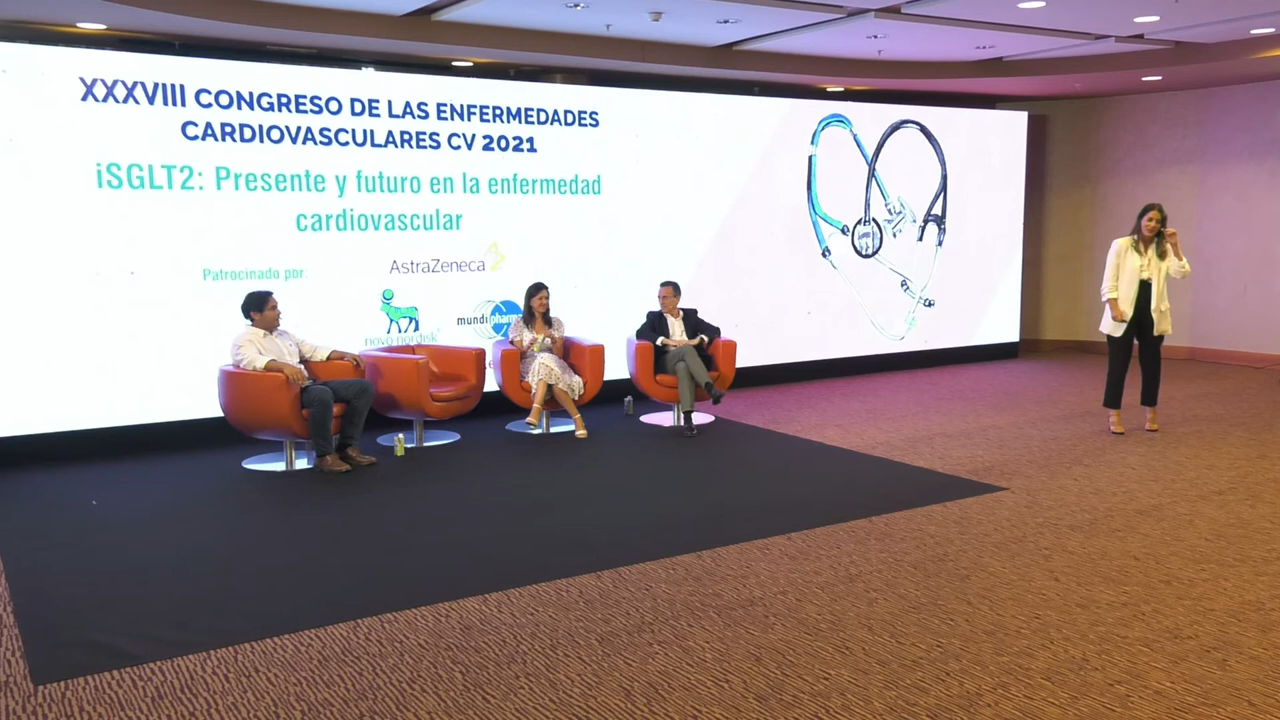 XXXVIII CONGRESO DE LAS ENFERMEDADES
CARDIOVASCULARES CV 2021
iSGLT2: Presente y futuro en la enfermedad
cardiovascular
Patrocinado por:
AstraZeneca
novo nordisk
mundipharma